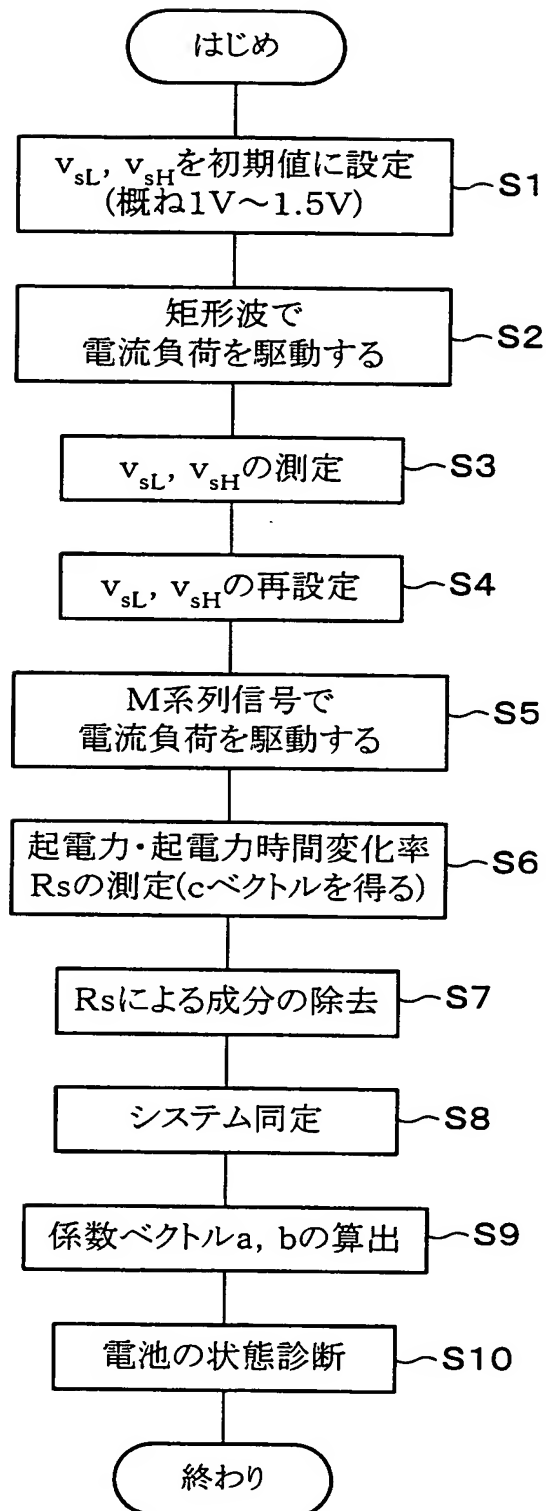 はじめ
v_sL, v_sHを初期値に設定
(概ね1V～1.5V)
S1
矩形波で
電流負荷を駆動する
S2
v_sL, v_sHの測定
S3
v_sL, v_sHの再設定
S4
M系列信号で
電流負荷を駆動する
S5
起電力・起電力時間変化率
Rsの測定(cベクトルを得る)
S6
Rsによる成分の除去
S7
システム同定
S8
係数ベクトルa, bの算出
S9
電池の状態診断
S10
終わり